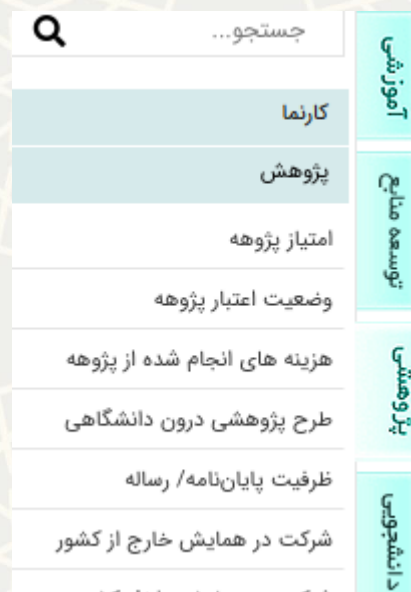 جستجو...
کارنما
پژوهش
امتیاز پژوهه
وضعیت اعتبار پژوهه
هزینه های انجام شده از پژوهه
طرح پژوهشی درون دانشگاهی
ظرفیت پایان‌نامه/ رساله
شرکت در همایش خارج از کشور
آموزشی
توسعه منابع
پژوهشی
دانشجویی